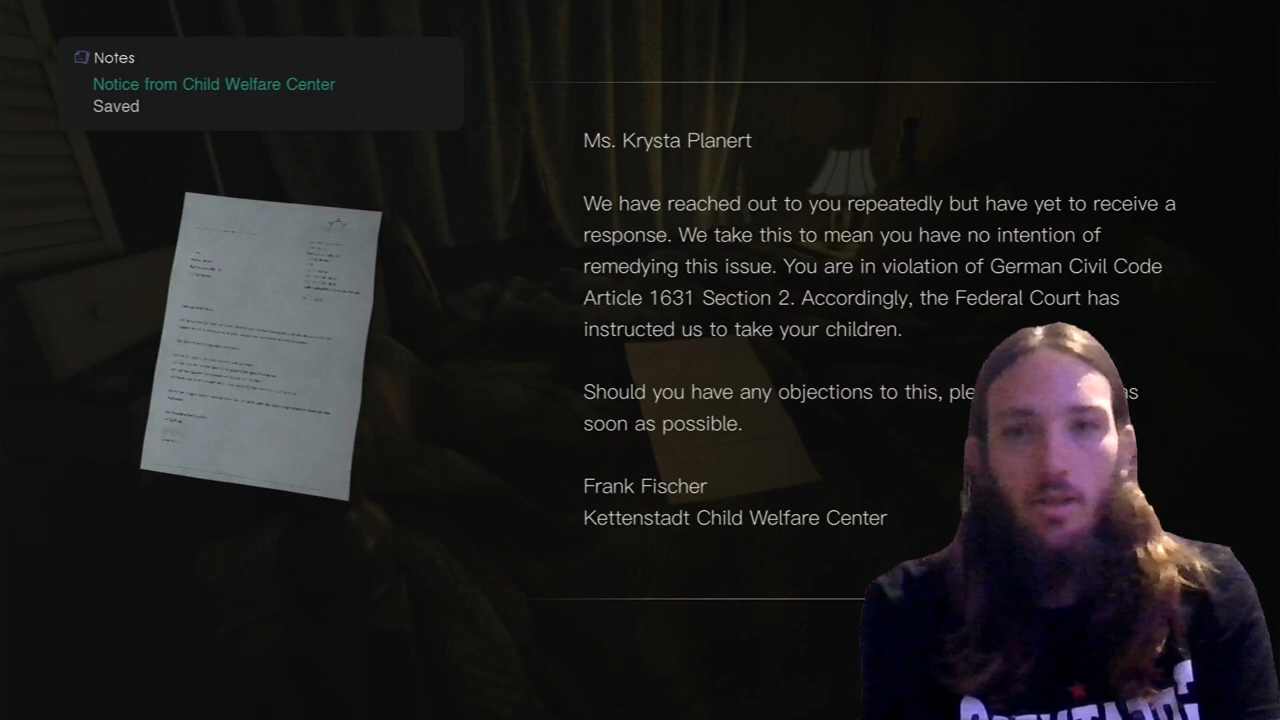 Notes
Notice from Child Welfare Center
Saved
Ms. Krysta Planert
We have reached out to you repeatedly but have yet to receive a
response. We take this to mean you have no intention of
remedying this issue. You are in violation of German Civil Code
Article 1631 Section 2. Accordingly, the Federal Court has
instructed us to take your children.
Should you have any objections to this, as
soon as possible.
Frank Fischer
Kettenstadt Child Welfare Center